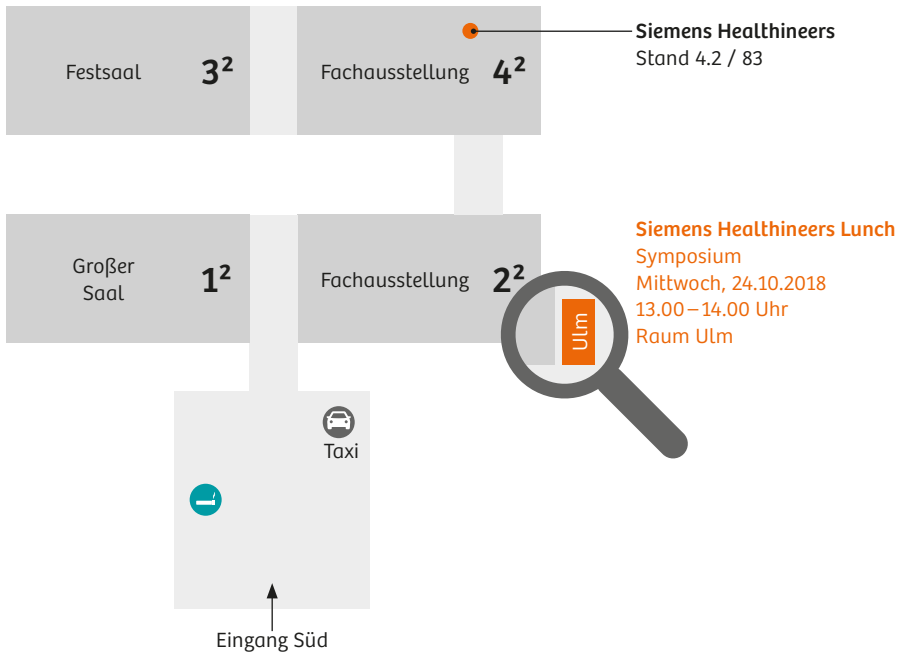 Festsaal 3²
Fachausstellung 4²
Siemens Healthineers
Stand 4.2 / 83
Großer
Saal
1²
Fachausstellung 2²
Ulm
Siemens Healthineers Lunch
Symposium
Mittwoch, 24.10.2018
13.00–14.00 Uhr
Raum Ulm
Taxi
Eingang Süd